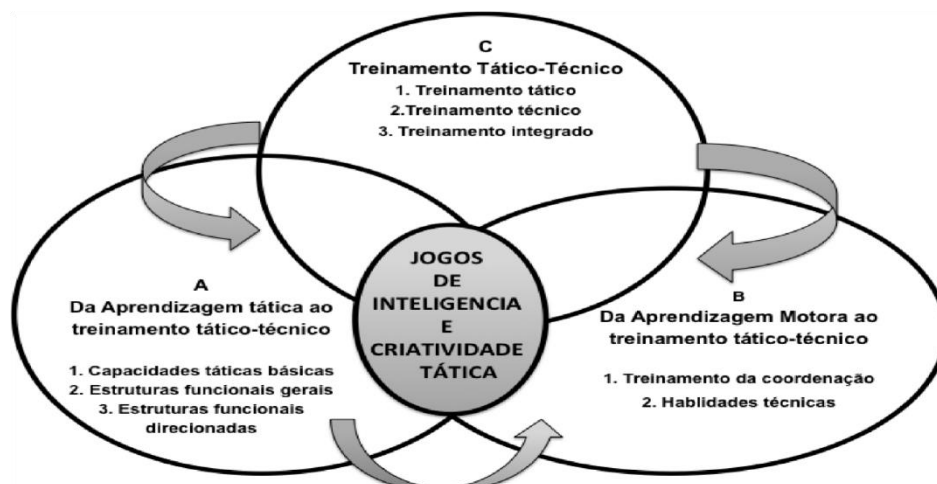 C
Treinamento Tático-Técnico
1. Treinamento tático
2.Treinamento técnico
3. Treinamento integrado
A
Da Aprendizagem tática ao
treinamento tático-técnico
1. Capacidades táticas básicas
2. Estruturas funcionais gerais
3. Estruturas funcionais
direcionadas
JOGOS
DE
INTELIGENCIA
E
CRIATIVIDADE
TÁTICA
B
Da Aprendizagem Motora ao
treinamento tático-técnico
1. Treinamento da coordenação
2. Hablidades técnicas